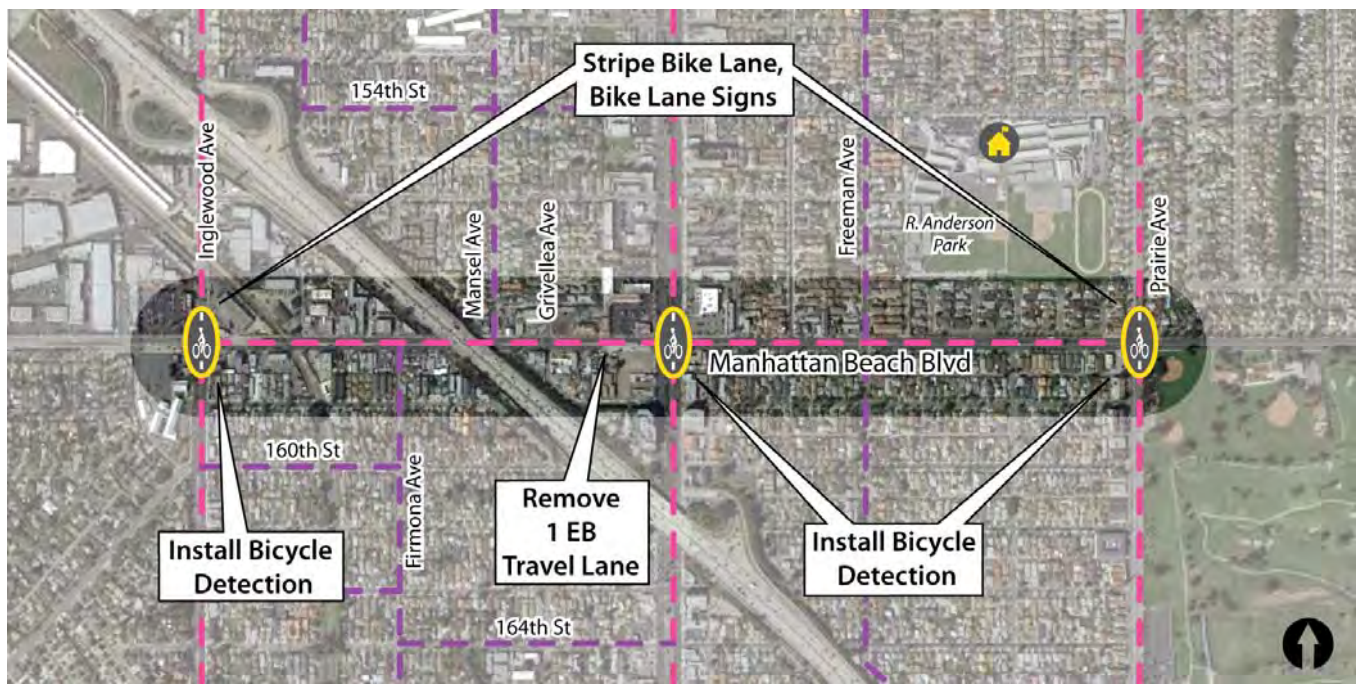 Stripe Bike Lane,
Bike Lane Signs
154th St
Inglewood Ave
Mansel Ave
Grivellea Ave
Freeman Ave
R. Anderson
Park
Prairie Ave
Manhattan Beach Blvd
160th St
Firmona Ave
Remove
1 EB
Travel Lane
Install Bicycle
Detection
Install Bicycle
Detection
164th St